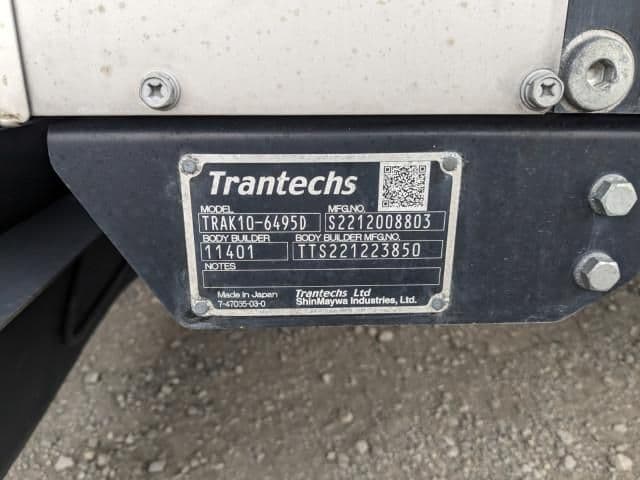 Trantechs
MODEL MFG.NO.
TRAK10-6495D S2212008803
BODY BUILDER BODY BUILDER MFG.NO.
11401 TTS221223850
NOTES
Made in Japan Trantechs Ltd
7-47035-03-0 ShinMaywa Industries, Ltd.